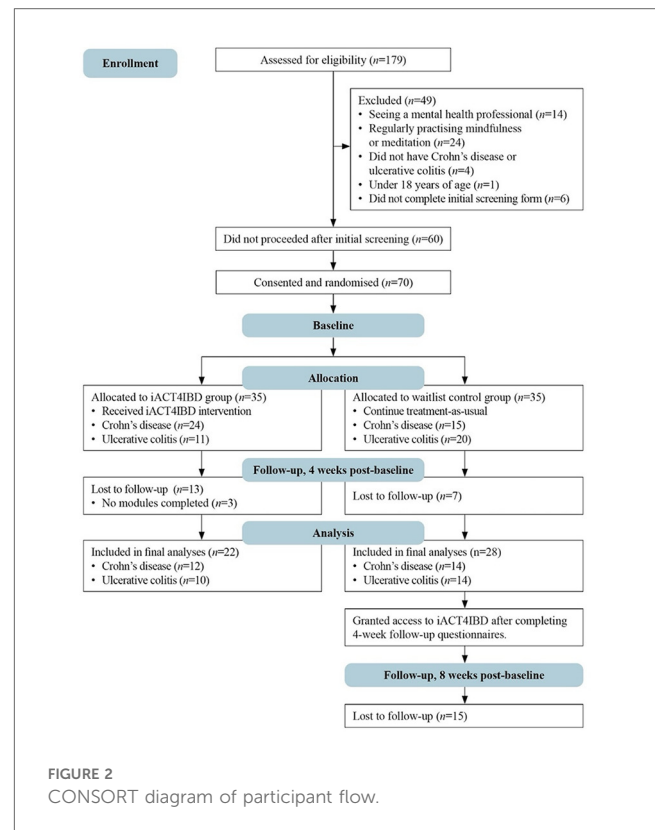 Enrollment
Assessed for eligibility (n=179)
Excluded (n=49)
• Seeing a mental health professional (n=14)
• Regularly practising mindfulness
or meditation (n=24)
• Did not have Crohn's disease or
ulcerative colitis (n=4)
• Under 18 years of age (n=1)
• Did not complete initial screening form (n=6)
Did not proceeded after initial screening (n=60)
Consented and randomised (n=70)
Baseline
Allocation
Allocated to iACT4IBD group (n=35)
• Received iACT4IBD intervention
• Crohn's disease (n=24)
• Ulcerative colitis (n=11)
Allocated to waitlist control group (n=35)
• Continue treatment-as-usual
• Crohn's disease (n=15)
• Ulcerative colitis (n=20)
Follow-up, 4 weeks post-baseline
Lost to follow-up (n=13)
• No modules completed (n=3)
Lost to follow-up (n=7)
Analysis
Included in final analyses (n=22)
• Crohn's disease (n=12)
• Ulcerative colitis (n=10)
Included in final analyses (n=28)
• Crohn's disease (n=14)
• Ulcerative colitis (n=14)
Granted access to iACT4IBD after completing
4-week follow-up questionnaires.
Follow-up, 8 weeks post-baseline
Lost to follow-up (n=15)
FIGURE 2
CONSORT diagram of participant flow.